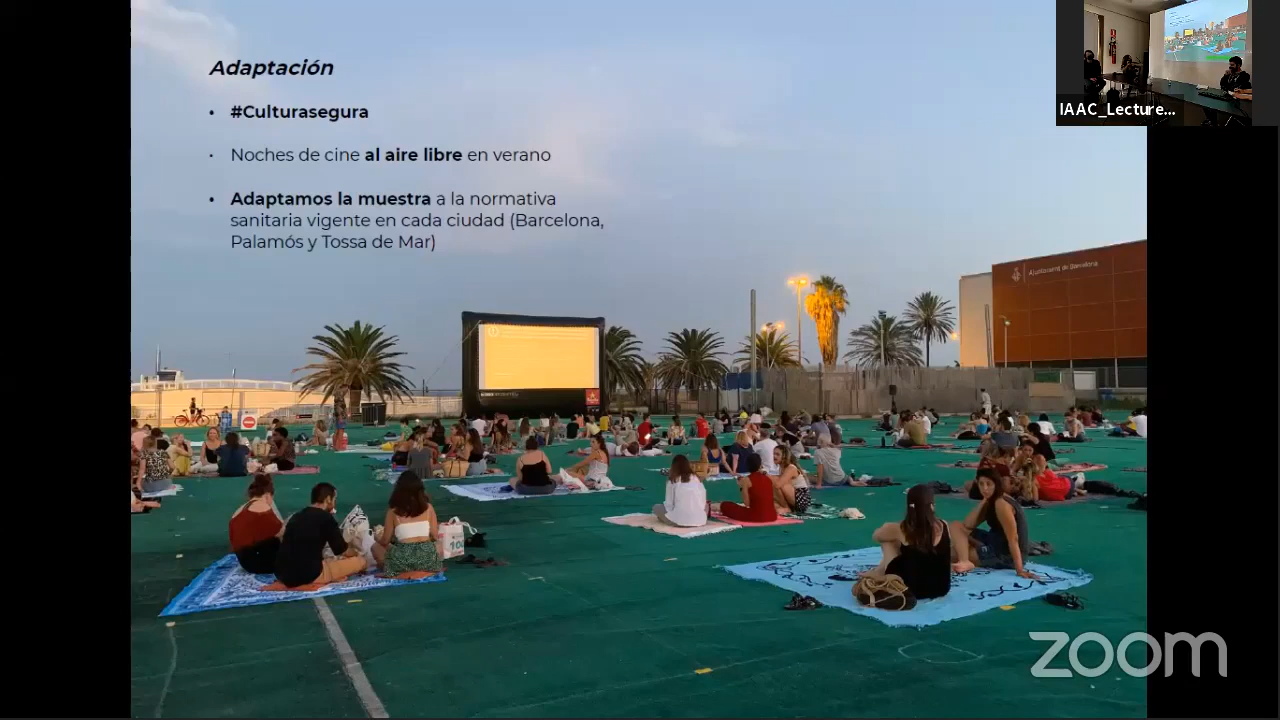 Adaptación
• #Culturasegura
• Noches de cine al aire libre en verano
• Adaptamos la muestra a la normativa
sanitaria vigente en cada ciudad (Barcelona,
Palamós y Tossa de Mar)
IAAC_Lecture...
Ajuntament de Barcelona
100
zoom